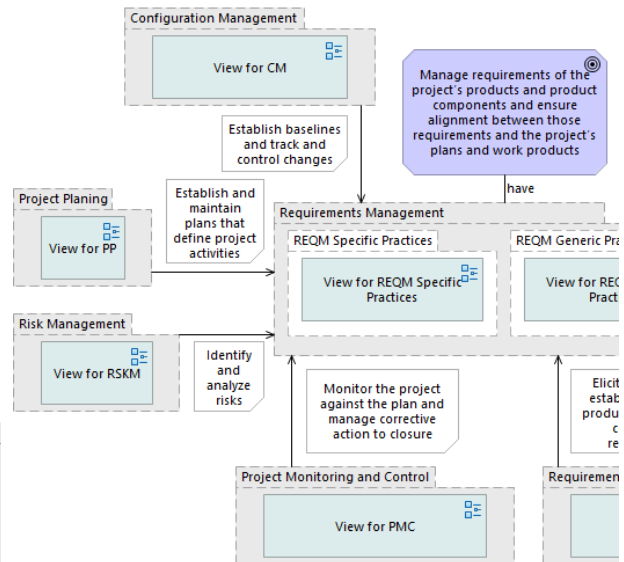 Configuration Management
View for CM
Manage requirements of the
project's products and product
components and ensure
alignment between those
requirements and the project's
plans and work products
Establish baselines
and track and
control changes
have
Project Planing
View for PP
Establish and
maintain
plans that
define project
activities
Requirements Management
REQM Specific Practices
View for REQM Specific
Practices
REQM Generic
Risk Management
View for RSKM
Identify
and
analyze
risks
Monitor the project
against the plan and
manage corrective
action to closure
Project Monitoring and Control
View for PMC
View for